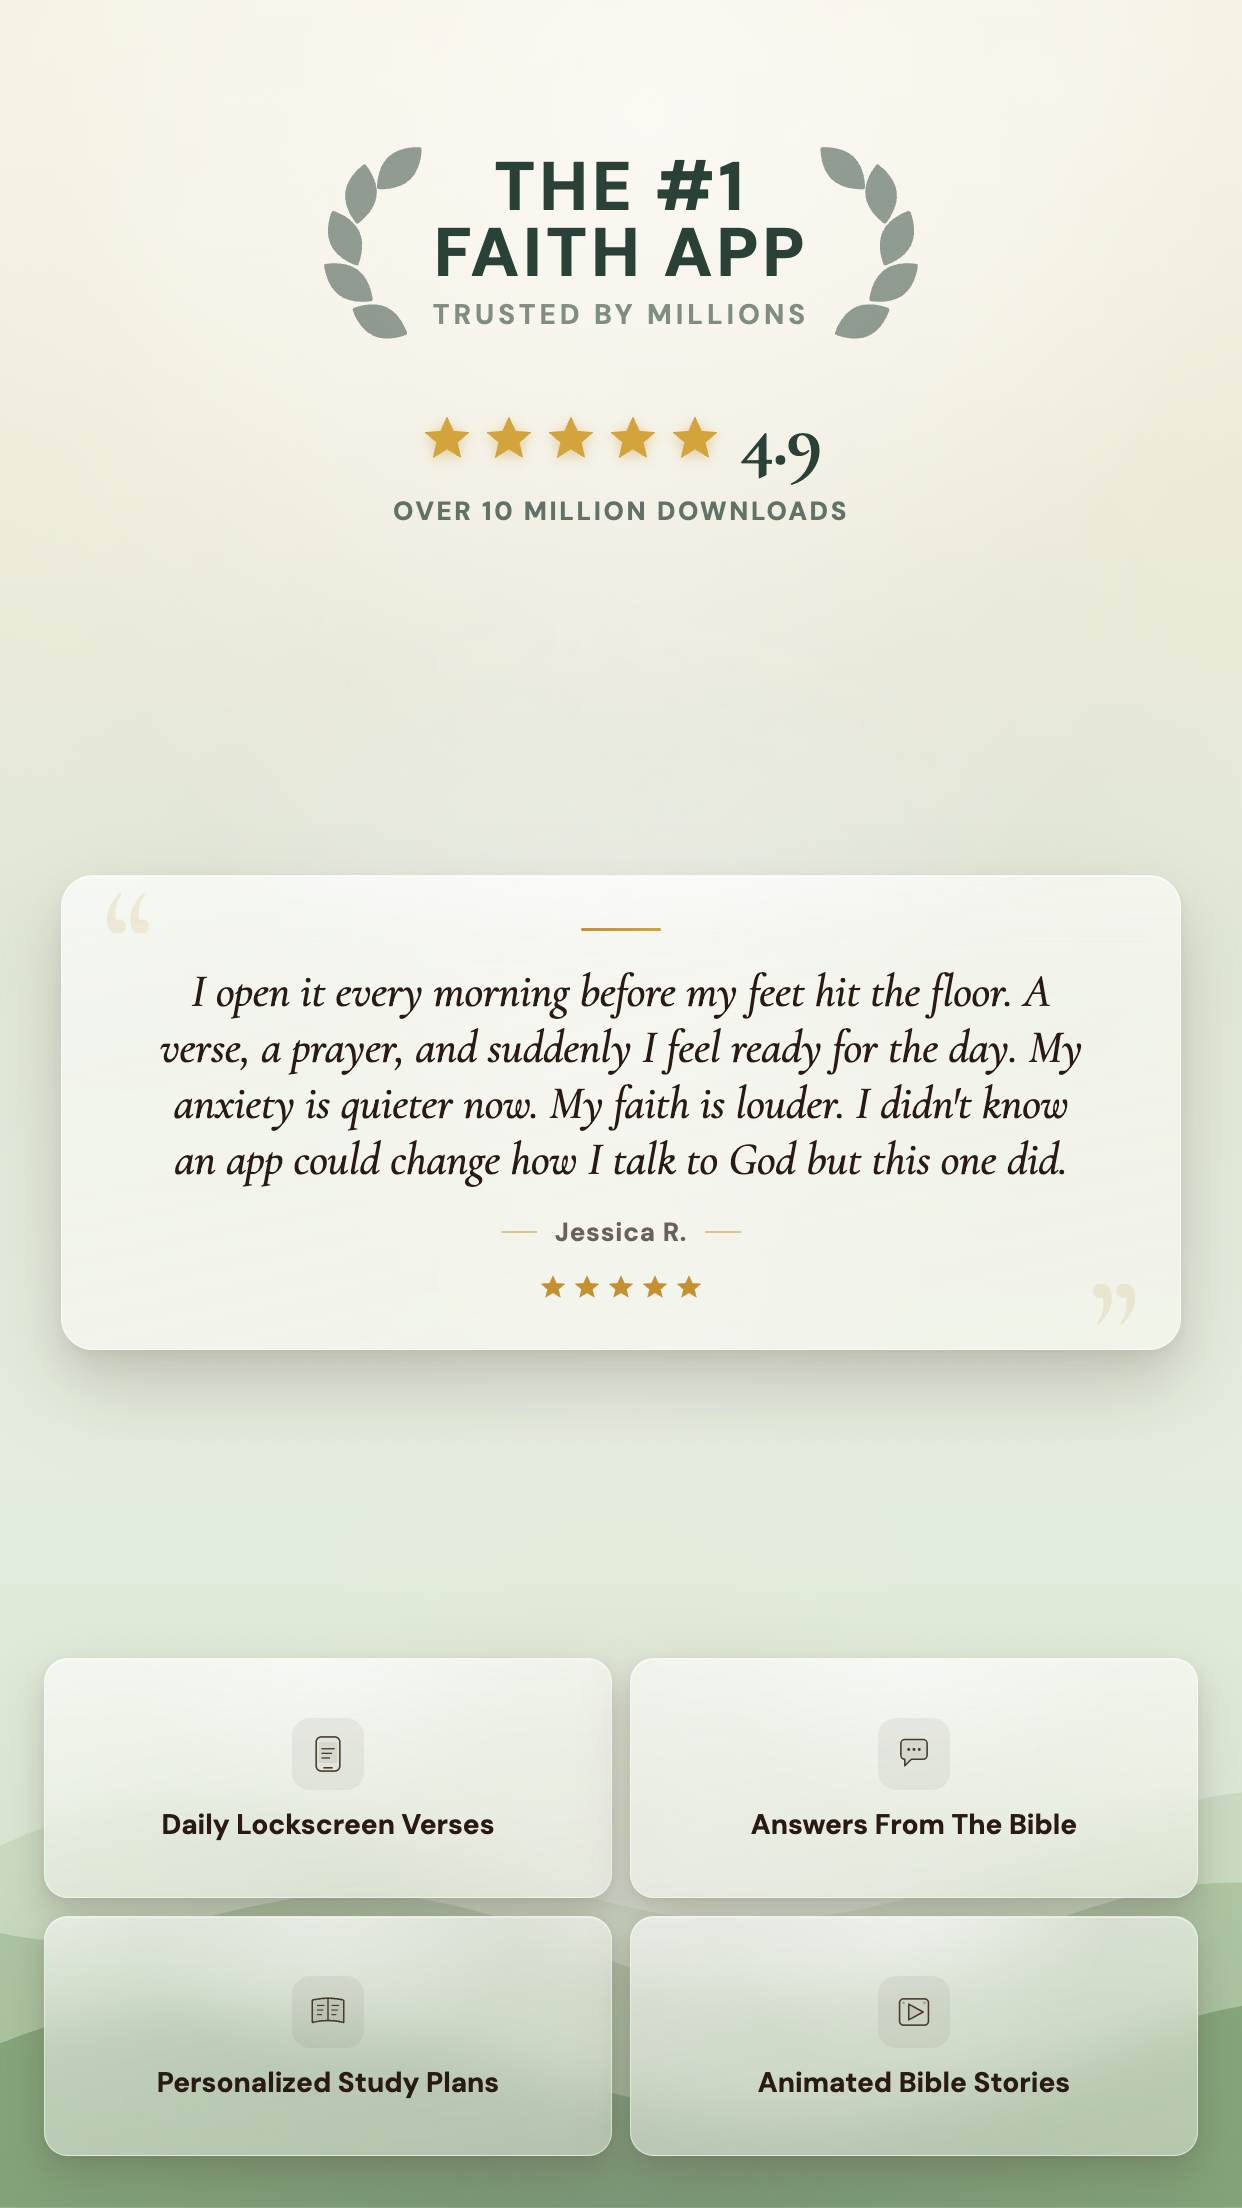 THE #1
FAITH APP
TRUSTED BY MILLIONS
4.9
OVER 10 MILLION DOWNLOADS
“
I open it every morning before my feet hit the floor. A
verse, a prayer, and suddenly I feel ready for the day. My
anxiety is quieter now. My faith is louder. I didn't know
an app could change how I talk to God but this one did.
Jessica R.
”
Daily Lockscreen Verses
Answers From The Bible
Personalized Study Plans
Animated Bible Stories